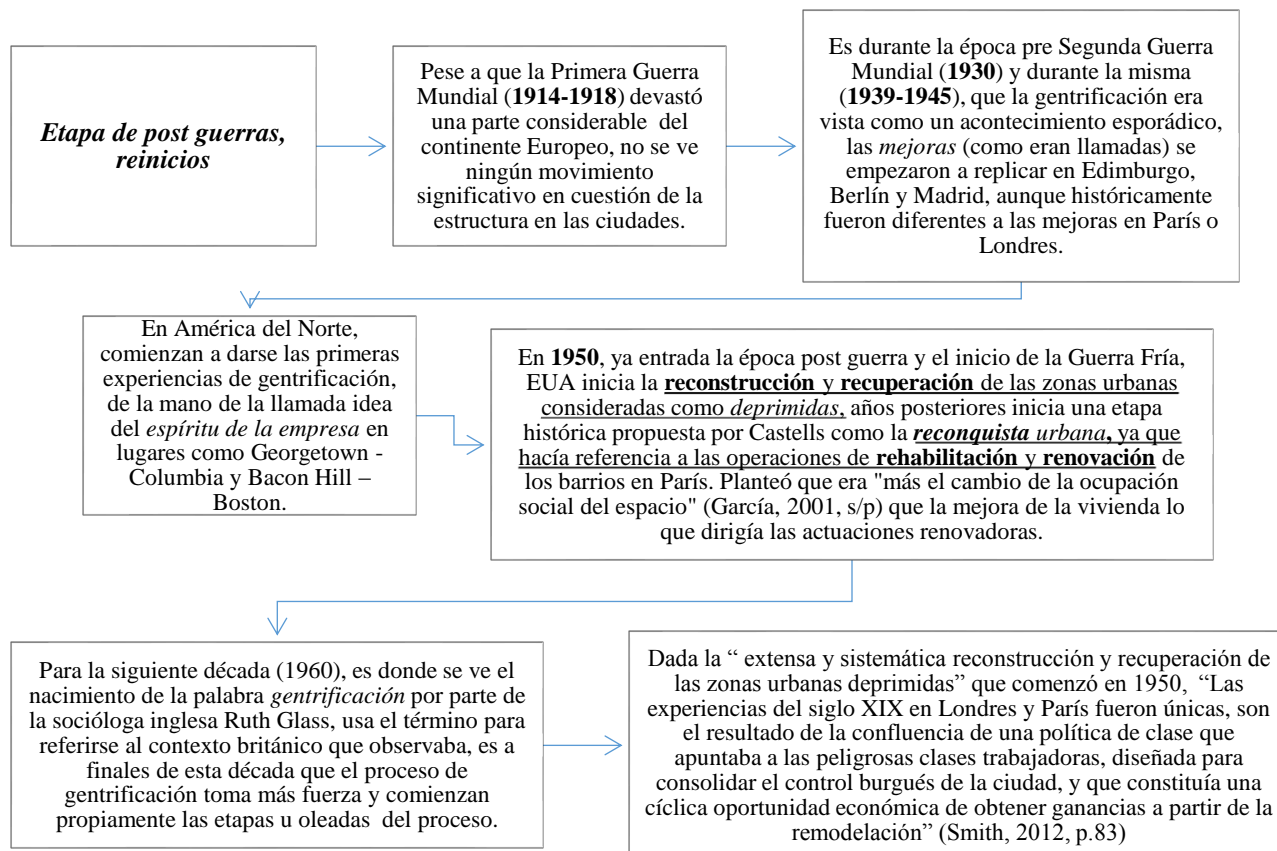 Etapa de post guerras,
reinicios
Pese a que la Primera Guerra
Mundial (1914-1918) devastó
una parte considerable del
continente Europeo, no se ve
ningún movimiento
significativo en cuestión de la
estructura en las ciudades.
Es durante la época pre Segunda Guerra
Mundial (1930) y durante la misma
(1939-1945), que la gentrificación era
vista como un acontecimiento esporádico,
las mejoras (como eran llamadas) se
empezaron a replicar en Edimburgo,
Berlín y Madrid, aunque históricamente
fueron diferentes a las mejoras en París o
Londres.
En América del Norte,
comienzan a darse las primeras
experiencias de gentrificación,
de la mano de la llamada idea
del espíritu de la empresa en
lugares como Georgetown -
Columbia y Bacon Hill –
Boston.
En 1950, ya entrada la época post guerra y el inicio de la Guerra Fría,
EUA inicia la reconstrucción y recuperación de las zonas urbanas
consideradas como deprimidas, años posteriores inicia una etapa
histórica propuesta por Castells como la reconquista urbana, ya que
hacía referencia a las operaciones de rehabilitación y renovación de
los barrios en París. Planteó que era "más el cambio de la ocupación
social del espacio" (García, 2001, s/p) que la mejora de la vivienda lo
que dirigía las actuaciones renovadoras.
Para la siguiente década (1960), es donde se ve el
nacimiento de la palabra gentrificación por parte de
la socióloga inglesa Ruth Glass, usa el término para
referirse al contexto británico que observaba, es a
finales de esta década que el proceso de
gentrificación toma más fuerza y comienzan
propiamente las etapas u oleadas del proceso.
Dada la “ extensa y sistemática reconstrucción y recuperación de
las zonas urbanas deprimidas” que comenzó en 1950, “Las
experiencias del siglo XIX en Londres y París fueron únicas, son
el resultado de la confluencia de una política de clase que
apuntaba a las peligrosas clases trabajadoras, diseñada para
consolidar el control burgués de la ciudad, y que constituía una
cíclica oportunidad económica de obtener ganancias a partir de la
remodelación” (Smith, 2012, p.83)